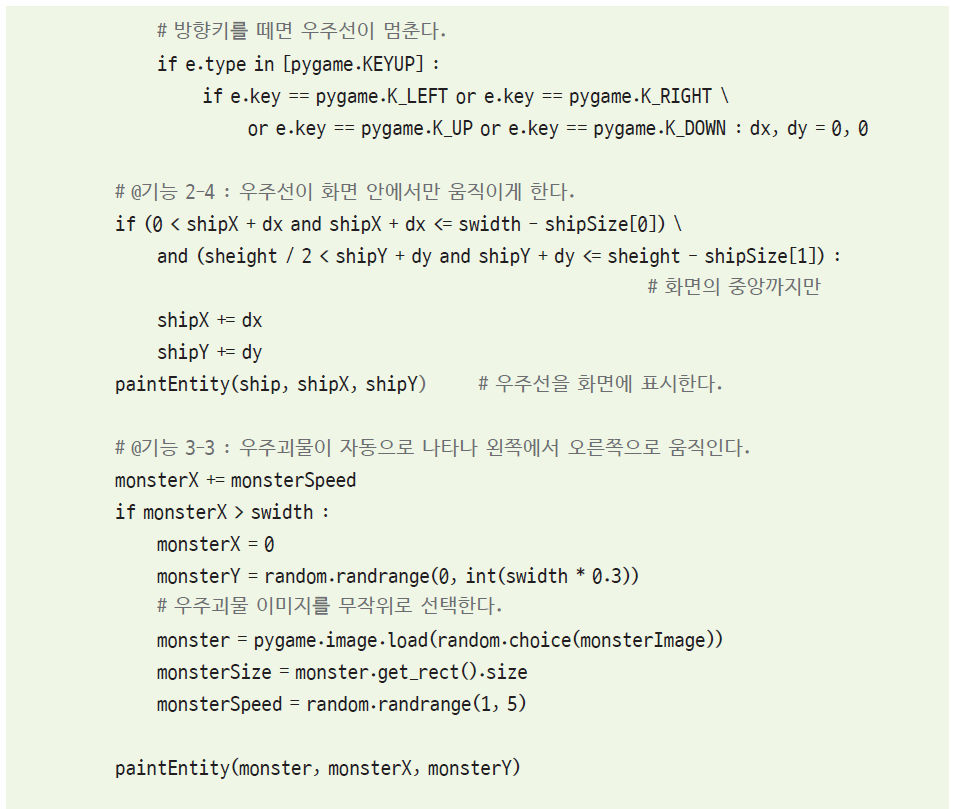 # 방향키를 떼면 우주선이 멈춘다.
if e.type in [pygame.KEYUP] :
if e.key == pygame.K_LEFT or e.key == pygame.K_RIGHT \
or e.key == pygame.K_UP or e.key == pygame.K_DOWN : dx, dy = 0, 0
# @기능 2-4 : 우주선이 화면 안에서만 움직이게 한다.
if (0 < shipX + dx and shipX + dx <= swidth - shipSize[0]) \
and (sheight / 2 < shipY + dy and shipY + dy <= sheight - shipSize[1]) :
# 화면의 중앙까지만
shipX += dx
shipY += dy
paintEntity(ship, shipX, shipY) # 우주선을 화면에 표시한다.
# @기능 3-3 : 우주괴물이 자동으로 나타나 왼쪽에서 오른쪽으로 움직인다.
monsterX += monsterSpeed
if monsterX > swidth :
monsterX = 0
monsterY = random.randrange(0, int(swidth * 0.3))
# 우주괴물 이미지를 무작위로 선택한다.
monster = pygame.image.load(random.choice(monsterImage))
monsterSize = monster.get_rect().size
monsterSpeed = random.randrange(1, 5)
paintEntity(monster, monsterX, monsterY)